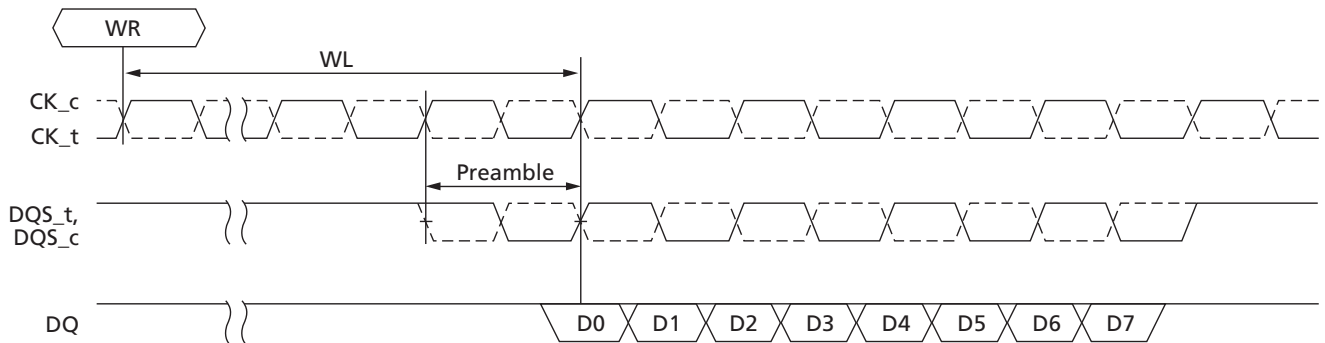 WR
WL
CK_c
CK_t
Preamble
DQS_t,
DQS_c
DQ
D0
D1
D2
D3
D4
D5
D6
D7